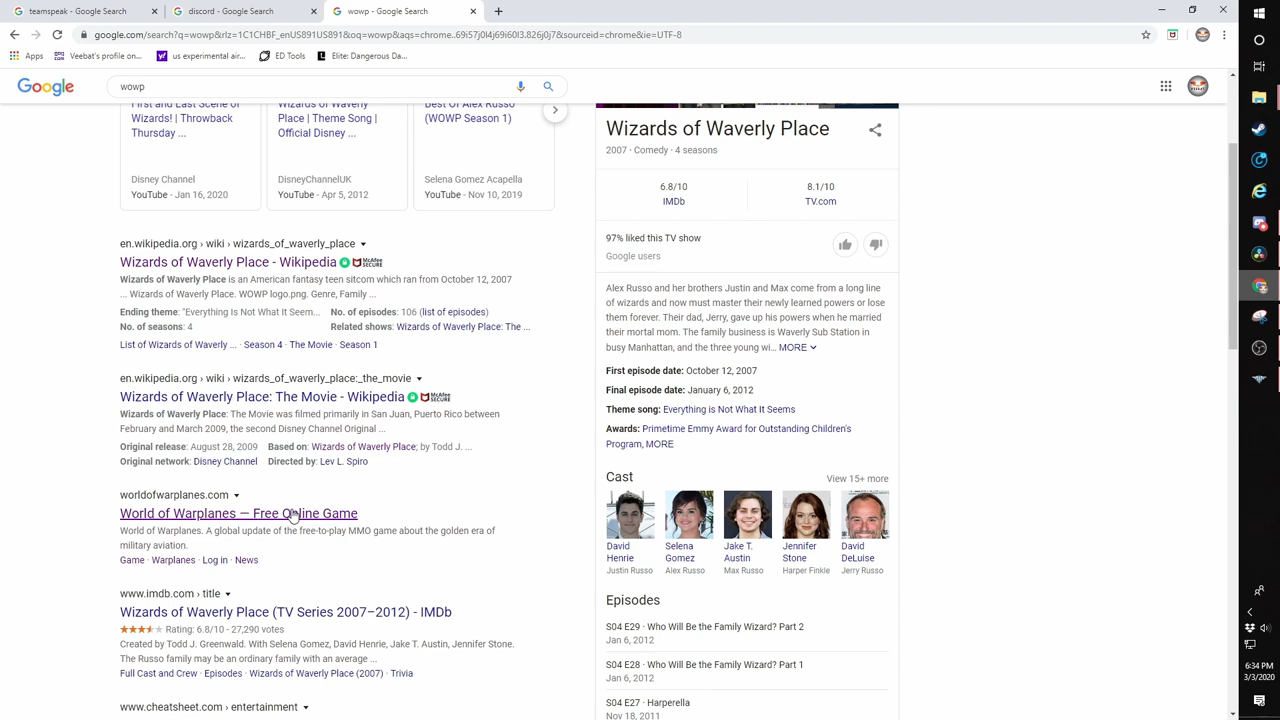 teamspeak - Google Search
discord - Google Search
wowp - Google Search
google.com/search?q=wowp&rlz=1C1CHBF_enUS891US891&oq=wowp&aqs=chrome..69i57j0l4j69i60l3.826j0j7&sourceid=chrome&ie=UTF-8
Apps
Veebat's profile on...
us experimental air...
ED Tools
Elite: Dangerous Da...
Google
wowp
First and Last Scene of
Wizards! | Throwback
Thursday ...
Disney Channel
YouTube - Jan 16, 2020
Wizards of Waverly
Place | Theme Song |
Official Disney ...
DisneyChannelUK
YouTube - Apr 5, 2012
Best Of Alex Russo
(WOWP Season 1)
Selena Gomez Acapella
YouTube - Nov 10, 2019
en.wikipedia.org › wiki › wizards_of_waverly_place
Wizards of Waverly Place - Wikipedia
McAfee
SECURE
Wizards of Waverly Place is an American fantasy teen sitcom which ran from October 12, 2007
... Wizards of Waverly Place. WOWP logo.png. Genre, Family ...
Ending theme: "Everything Is Not What It Seem... No. of episodes: 106 (list of episodes)
No. of seasons: 4 Related shows: Wizards of Waverly Place: The ...
List of Wizards of Waverly ... · Season 4 · The Movie · Season 1
en.wikipedia.org › wiki › wizards_of_waverly_place:_the_movie
Wizards of Waverly Place: The Movie - Wikipedia
McAfee
SECURE
Wizards of Waverly Place: The Movie was filmed primarily in San Juan, Puerto Rico between
February and March 2009, the second Disney Channel Original ...
Original release: August 28, 2009 Based on: Wizards of Waverly Place; by Todd J. ...
Original network: Disney Channel Directed by: Lev L. Spiro
worldofwarplanes.com
World of Warplanes — Free Online Game
World of Warplanes. A global update of the free-to-play MMO game about the golden era of
military aviation.
Game · Warplanes · Log in · News
www.imdb.com › title
Wizards of Waverly Place (TV Series 2007–2012) - IMDb
Rating: 6.8/10 - 27,290 votes
Created by Todd J. Greenwald. With Selena Gomez, David Henrie, Jake T. Austin, Jennifer Stone.
The Russo family may be an ordinary family with an average ...
Full Cast and Crew · Episodes · Wizards of Waverly Place (2007) · Trivia
www.cheatsheet.com › entertainment
Wizards of Waverly Place
2007 · Comedy · 4 seasons
6.8/10
IMDb
8.1/10
TV.com
97% liked this TV show
Google users
Alex Russo and her brothers Justin and Max come from a long line
of wizards and now must master their newly learned powers or lose
them forever. Their dad, Jerry, gave up his powers when he married
their mortal mom. The family business is Waverly Sub Station in
busy Manhattan, and the three young wi... MORE
First episode date: October 12, 2007
Final episode date: January 6, 2012
Theme song: Everything is Not What It Seems
Awards: Primetime Emmy Award for Outstanding Children's
Program, MORE
Cast
View 15+ more
David
Henrie
Justin Russo
Selena
Gomez
Alex Russo
Jake T.
Austin
Max Russo
Jennifer
Stone
Harper Finkle
David
DeLuise
Jerry Russo
Episodes
S04 E29 · Who Will Be the Family Wizard? Part 2
Jan 6, 2012
S04 E28 · Who Will Be the Family Wizard? Part 1
Jan 6, 2012
S04 E27 · Harperella
Nov 18, 2011
6:34 PM
3/3/2020